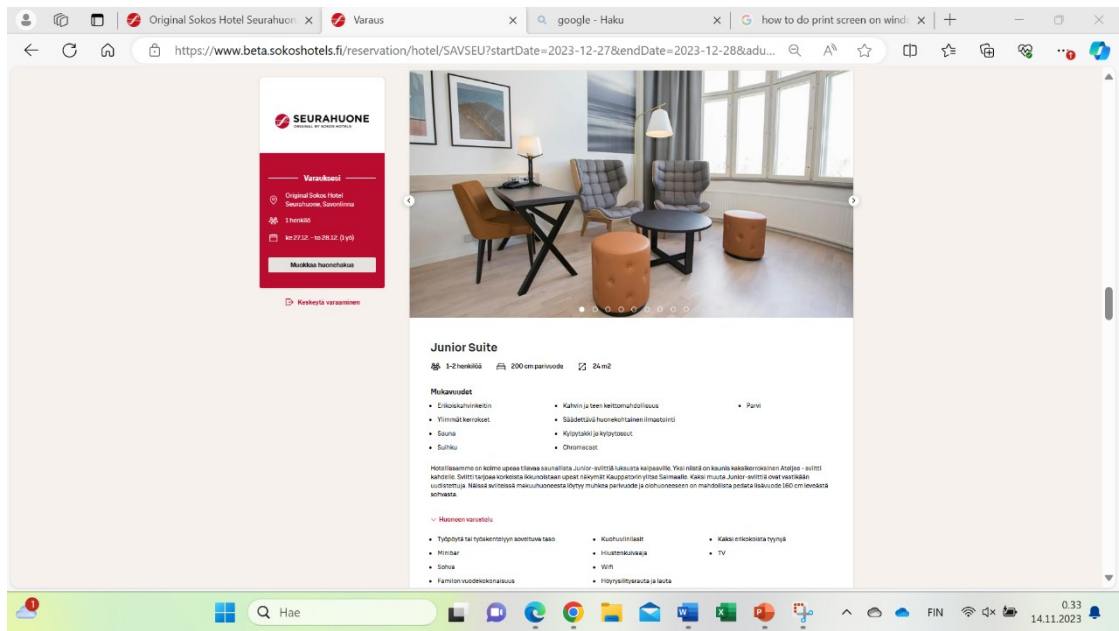 Original Sokos Hotel Seurahuon
Varaus
google - Haku
how to do print screen on wind
https://www.beta.sokoshotels.fi/reservation/hotel/SAVSEU?startDate=2023-12-27&endDate=2023-12-28&adu...
SEURAHUONE
ORIGINAL BY SOKOS HOTELS
Varauksesi
Original Sokos Hotel
Seurahuone, Savonlinna
1 henkilö
ke 27.12. - to 28.12. (1 yö)
Muokkaa huonehakua
Keskeytä varaaminen
Junior Suite
1-2 henkilöä 200 cm parivuode 24 m2
Mukavuudet
• Erikoiskahvinkeitin
• Ylimmät kerrokset
• Sauna
• Suihku
• Kahvin ja teen keittomahdollisuus
• Säädettävä huonekohtainen ilmastointi
• Kylpytakki ja kylpytossut
• Chromecast
• Parvi
Hotellissamme on kolme upeaa tilavaa saunallista Junior-sviittiä luksusta kaipaaville. Yksi niistä on kaunis kaksikerroksinen Ateljee - sviitti
kahdelle. Sviitti tarjoaa korkeista ikkunoistaan upeat näkymät Kauppatorin ylitse Saimaalle. Kaksi muuta Junior-sviittiä ovat vastikään
uudistettuja. Näissä sviiteissä makuuhuoneesta löytyy muhkea parivuode ja olohuoneeseen on mahdollista pedata lisävuode 160 cm leveästä
sohvasta.
Huoneen varustelu
• Työpöytä tai työskentelyyn soveltuva taso
• Minibar
• Sohva
• Familon vuodekokonaisuus
• Kuohuviinilasit
• Hiustenkuivaaja
• Wifi
• Höyrysilitysrauta ja lauta
• Kaksi erikokoista tyynyä
• TV
1
Hae
FIN
0.33
14.11.2023